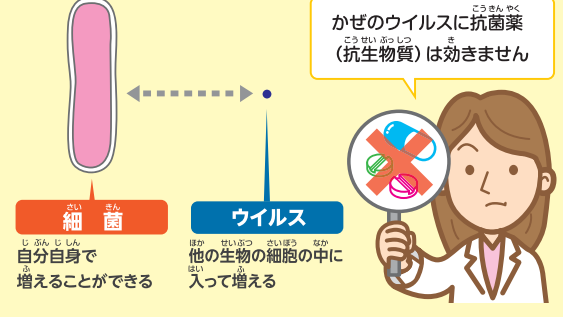 かぜのウイルスに抗菌薬
（抗生物質）は効きません
細菌
自分自身で
増えることができる
ウイルス
他の生物の細胞の中に
入って増える